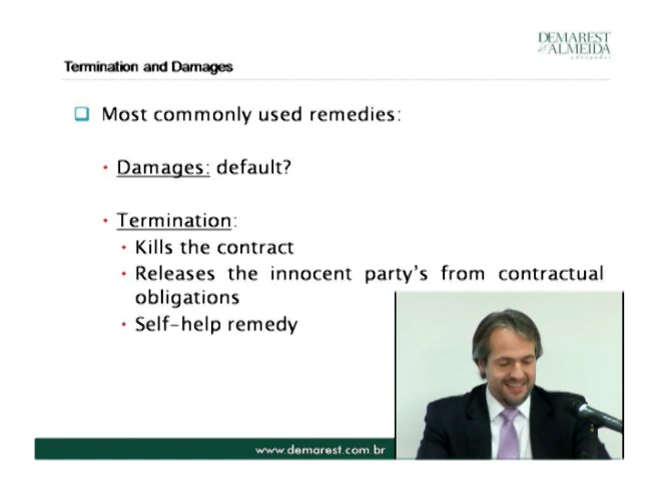 DEMAREST
e ALMEIDA
advogados
Termination and Damages
Most commonly used remedies:
• Damages: default?
• Termination:
• Kills the contract
• Releases the innocent party's from contractual
obligations
• Self-help remedy
www.demarest.com.br